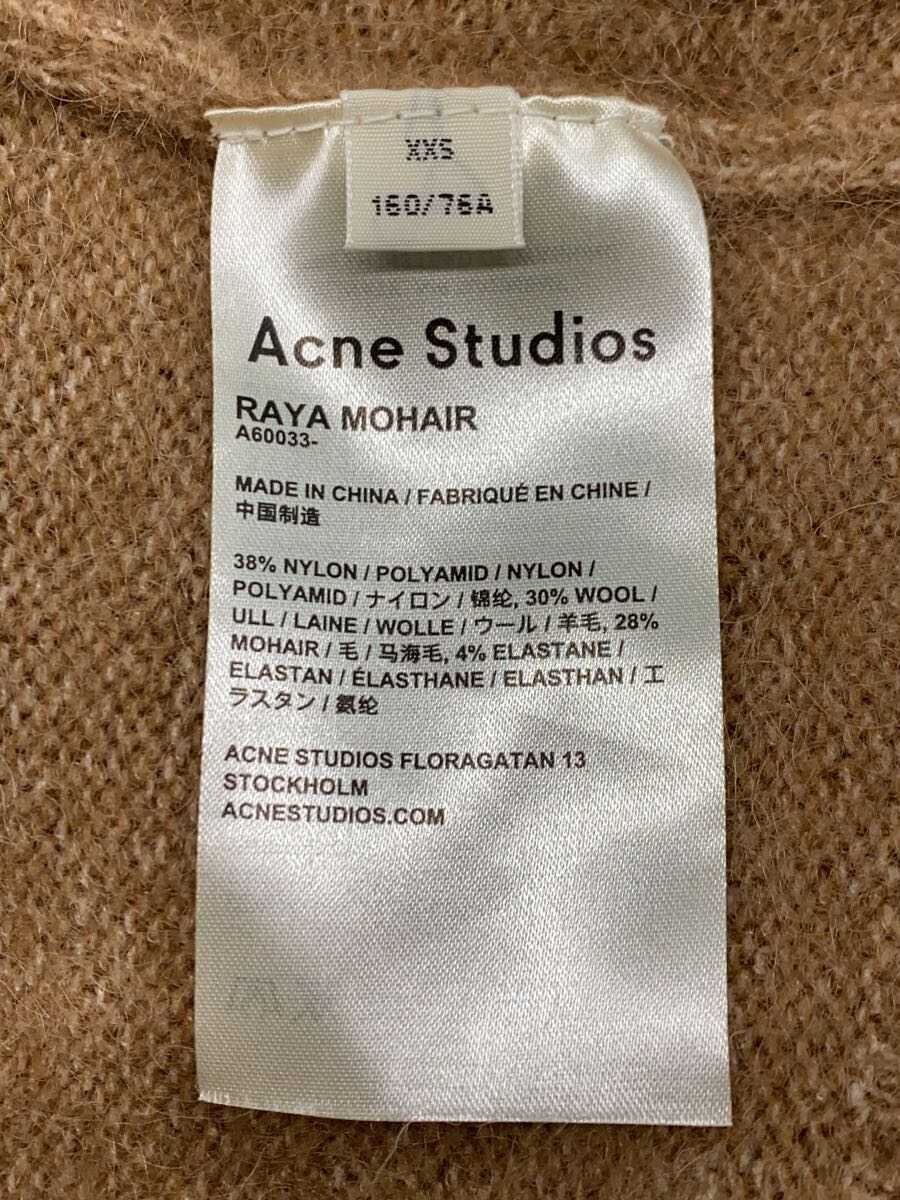 XXS
160/76A
Acne Studios
RAYA MOHAIR
A60033-
MADE IN CHINA / FABRIQUÉ EN CHINE /
中国制造
38% NYLON / POLYAMID / NYLON /
POLYAMID / ナイロン / 锦纶, 30% WOOL /
ULL / LAINE / WOLLE / ウール / 羊毛, 28%
MOHAIR / 毛 / 马海毛, 4% ELASTANE /
ELASTAN / ÉLASTHANE / ELASTHAN / エ
ラスタン / 氨纶
ACNE STUDIOS FLORAGATAN 13
STOCKHOLM
ACNESTUDIOS.COM